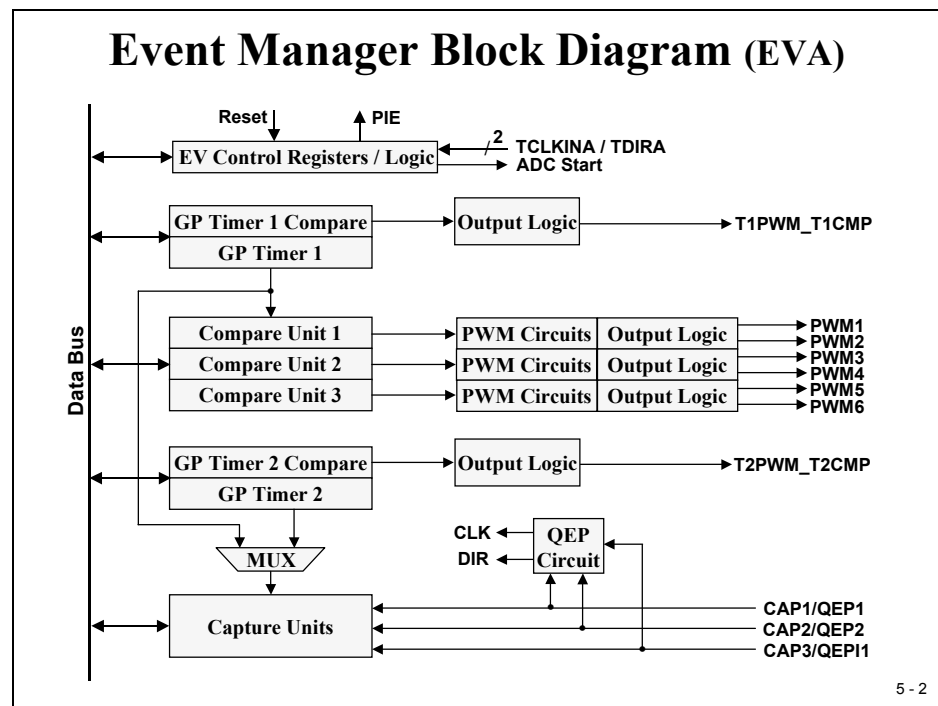 Event Manager Block Diagram (EVA)
Reset
PIE
EV Control Registers / Logic
2
TCLKINA / TDIRA
ADC Start
GP Timer 1 Compare
Output Logic
T1PWM_T1CMP
GP Timer 1
Data Bus
Compare Unit 1
PWM Circuits
Output Logic
PWM1
PWM2
Compare Unit 2
PWM Circuits
Output Logic
PWM3
PWM4
Compare Unit 3
PWM Circuits
Output Logic
PWM5
PWM6
GP Timer 2 Compare
Output Logic
T2PWM_T2CMP
GP Timer 2
MUX
CLK
DIR
QEP
Circuit
Capture Units
CAP1/QEP1
CAP2/QEP2
CAP3/QEPI1
5 - 2